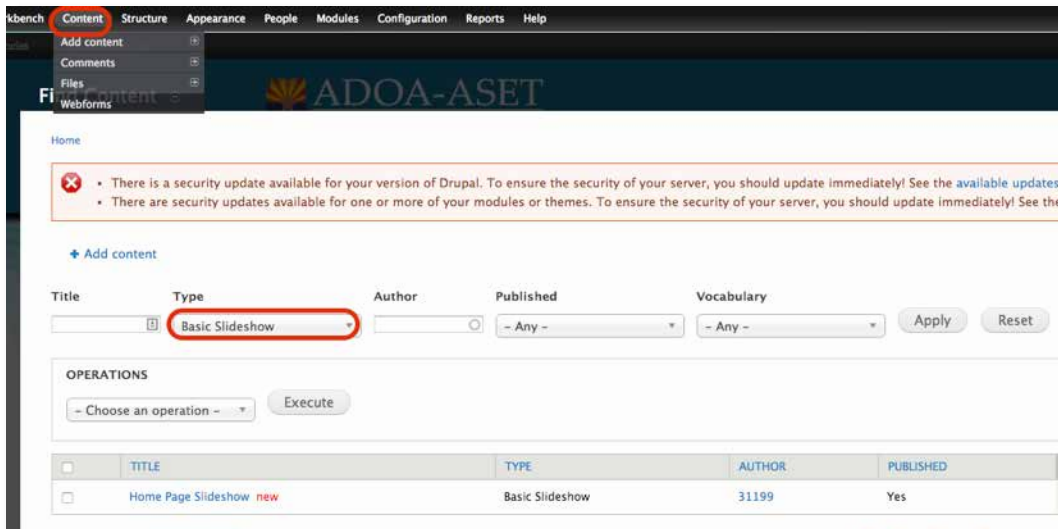 kbench Content Structure Appearance People Modules Configuration Reports Help
Add content
Comments
Files
Webforms
Find Content
ADOA-ASET
Home
• There is a security update available for your version of Drupal. To ensure the security of your server, you should update immediately! See the available updates
• There are security updates available for one or more of your modules or themes. To ensure the security of your server, you should update immediately! See the
+ Add content
Title Type Author Published Vocabulary
Basic Slideshow - Any - - Any - Apply Reset
OPERATIONS
- Choose an operation - Execute
TITLE TYPE AUTHOR PUBLISHED
Home Page Slideshow new Basic Slideshow 31199 Yes